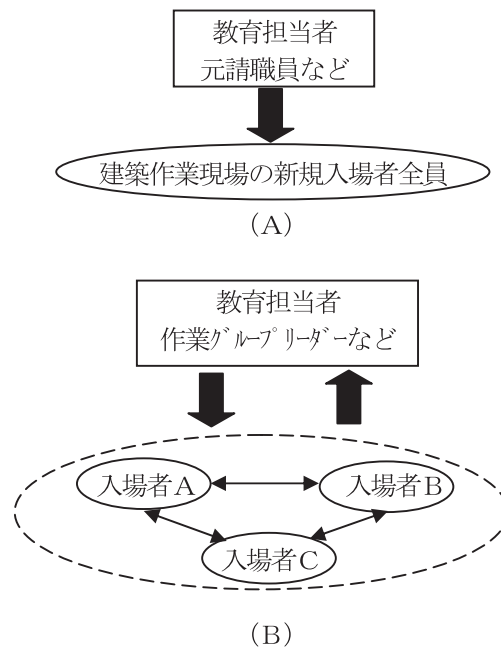 教育担当者
元請職員など
建築作業現場の新規入場者全員
(A)
教育担当者
作業グループリーダーなど
入場者A
入場者B
入場者C
(B)